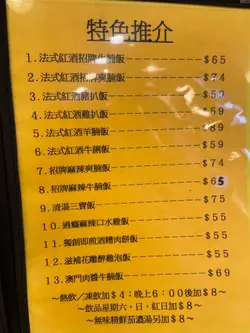 特色推介
1.法式紅酒招牌牛腩飯 $65
2.法式紅酒招牌爽腩飯 $74
3.法式紅酒豬扒飯 $59
4.法式紅酒雞扒飯 $59
5.法式紅酒羊腩飯 $89
6.法式紅酒牛脷飯 $59
7.招牌麻辣爽腩飯 $74
8.招牌麻辣牛腩飯 $65
9.清湯三寶飯 $75
10.過癮麻辣口水雞飯 $55
11.獨創即煎酒糟肉餅飯 $55
12.滋補花雕醉雞泡飯 $55
13.澳門肉醬牛腩飯 $69
~熱飲/凍飲加$4;晚上6:00後加$8~
~飲品星期六,日,紅日加$8~
~無味精鮮茄濃湯另加$8~